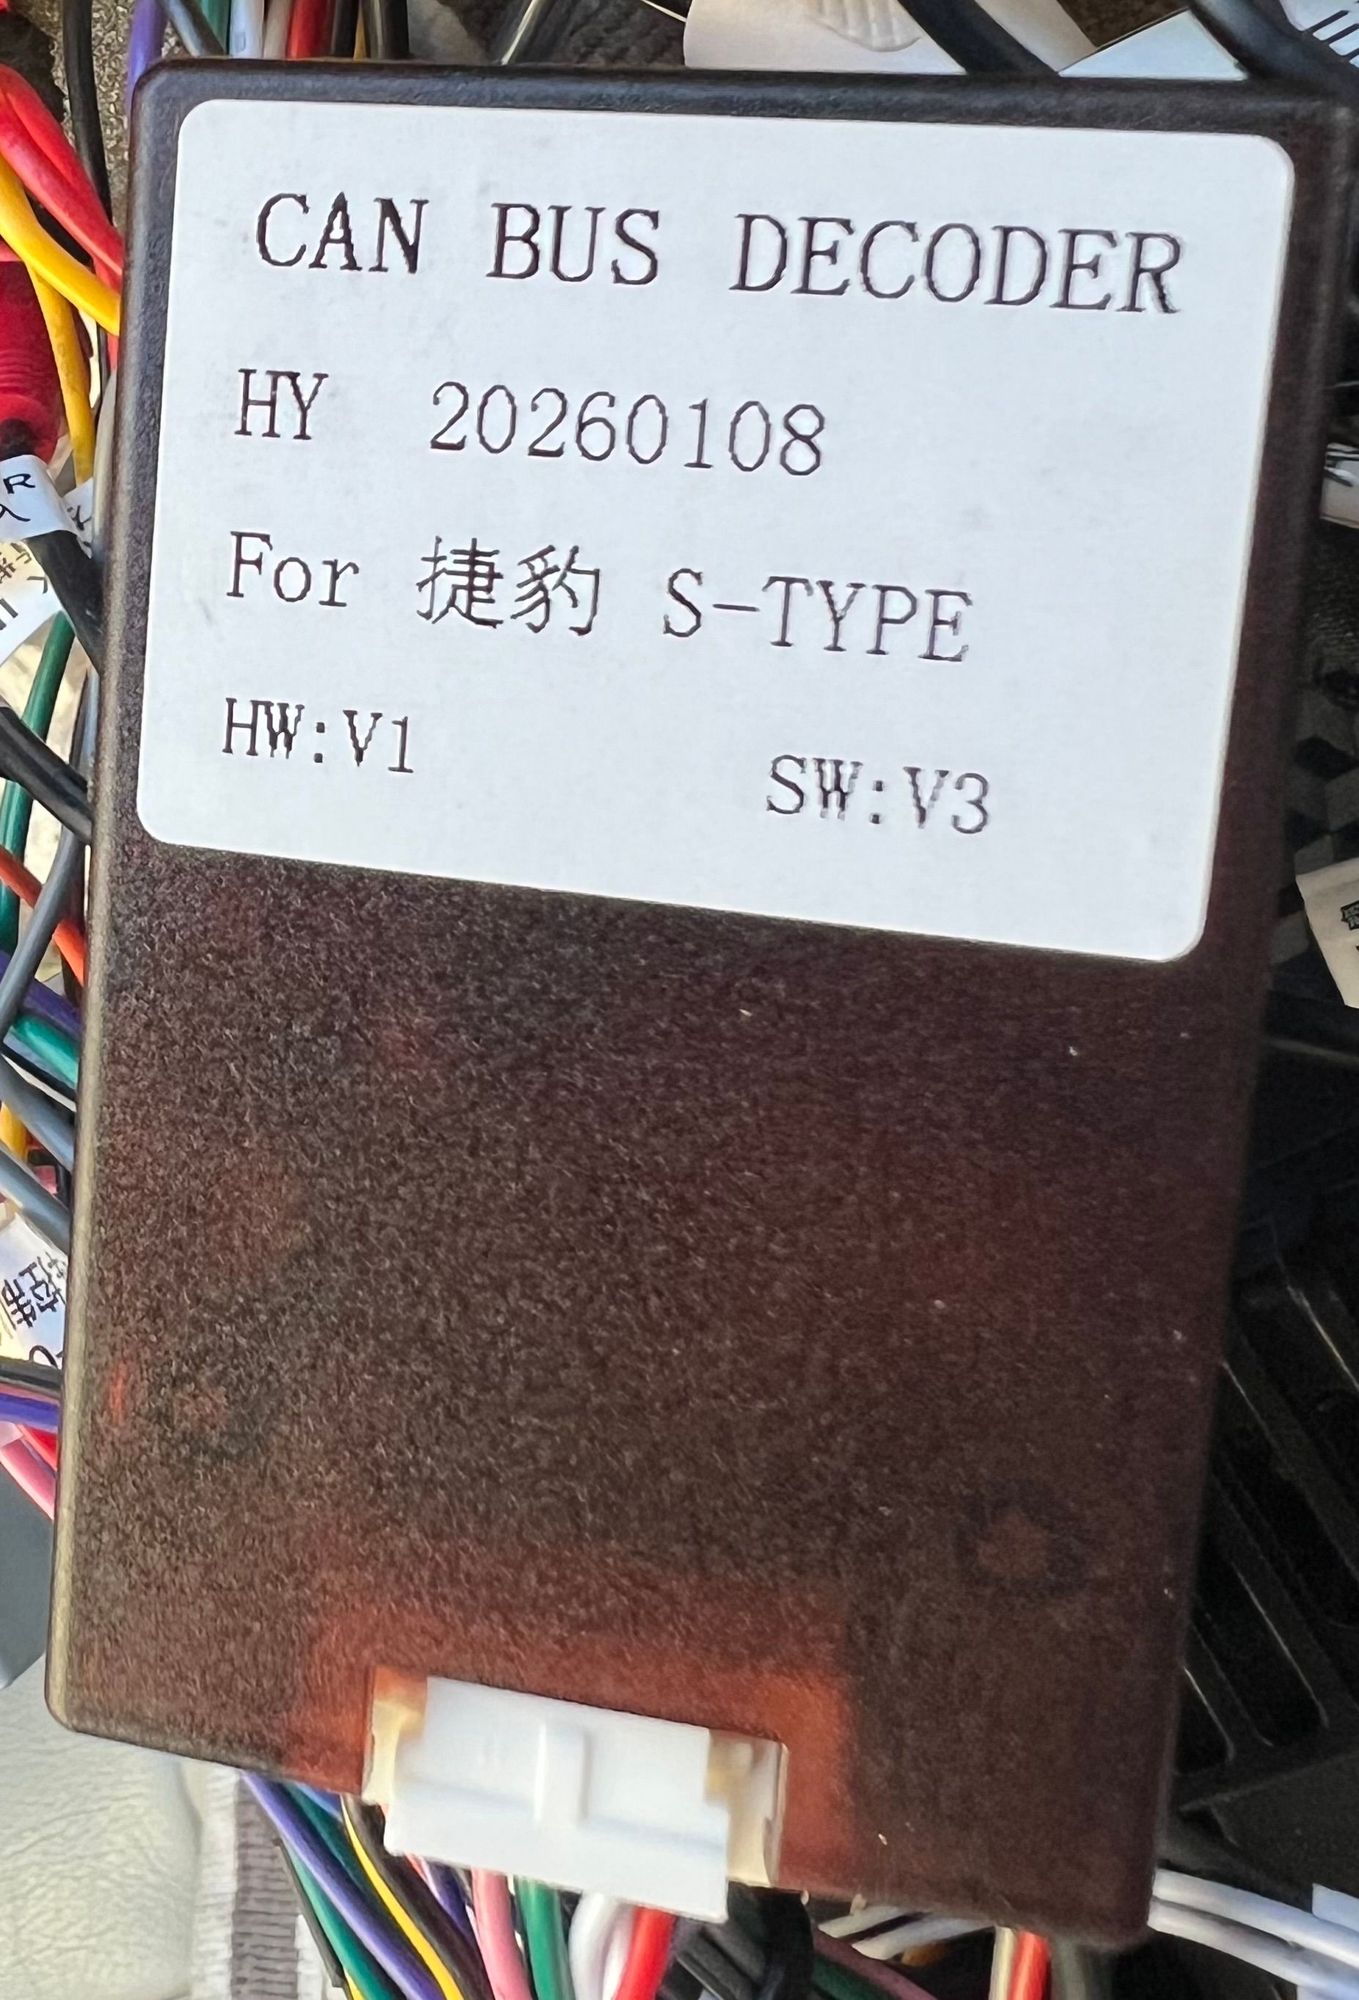 CAN BUS DECODER
HY 20260108
For 捷豹 S-TYPE
HW:V1 SW:V3